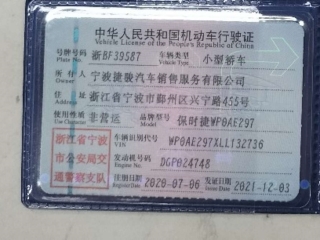 中华人民共和国机动车行驶证
Vehicle License of the People's Republic of China
号牌号码 浙BF39587 车辆类型 小型轿车
Plate No. Vehicle Type
所有人 宁波捷骏汽车销售服务有限公司
Owner
住址 浙江省宁波市鄞州区兴宁路455号
Address
使用性质 非营运 品牌型号 保时捷WP0AE297
Use Character Model
浙江省宁波市公安局交通警察支队
车辆识别代号 WP0AE297XLL132736
VIN
发动机号码 DGP024748
Engine No.
注册日期 2020-07-06 发证日期 2021-12-03
Register Date Issue Date